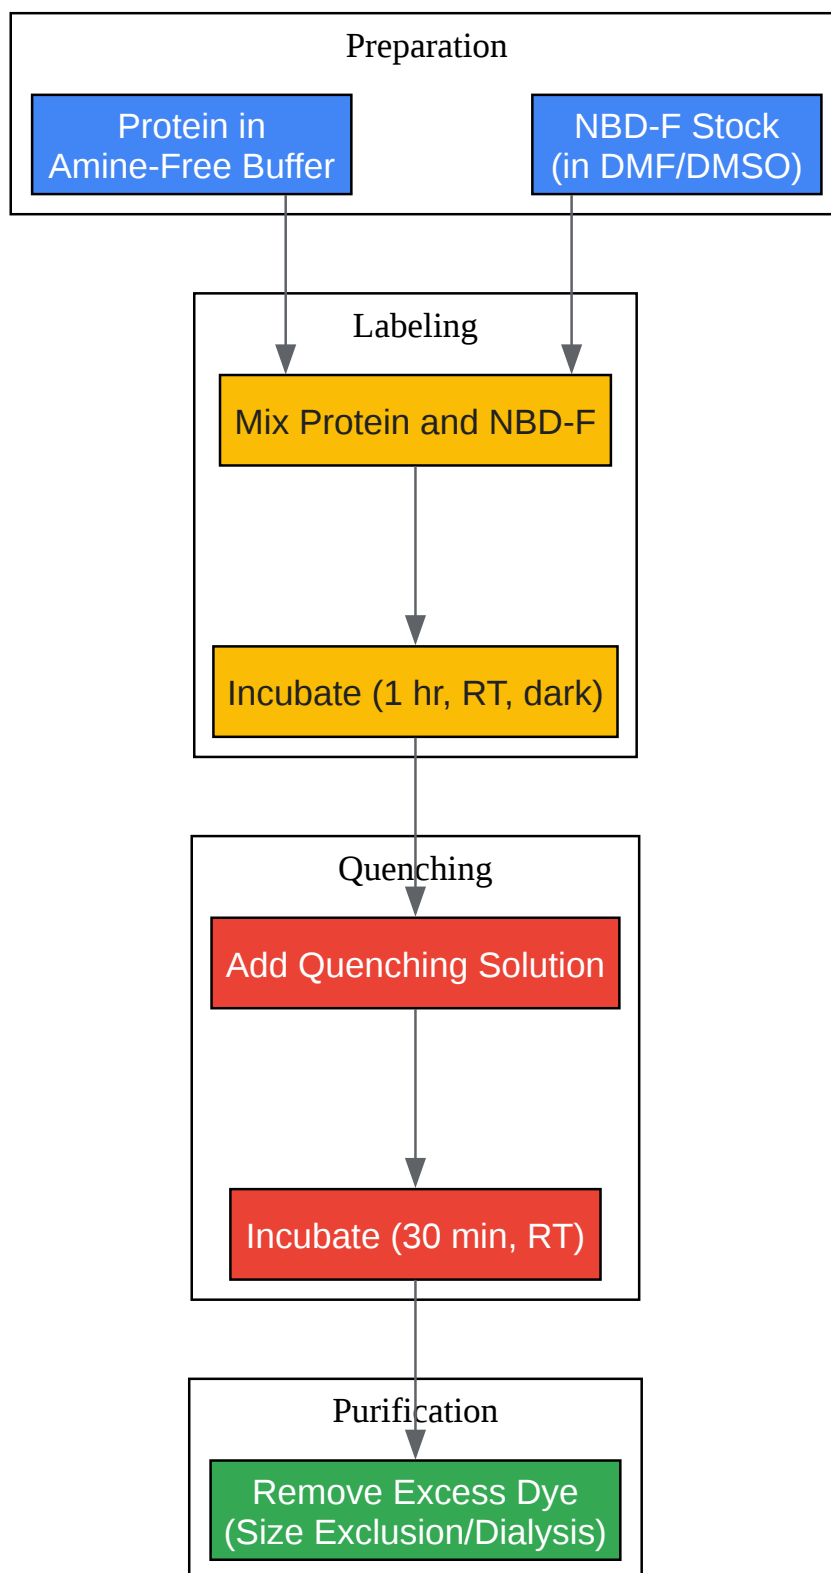 Preparation
Protein in
Amine-Free Buffer
NBD-F Stock
(in DMF/DMSO)
Labeling
Mix Protein and NBD-F
Incubate (1 hr, RT, dark)
Quenching
Add Quenching Solution
Incubate (30 min, RT)
Purification
Remove Excess Dye
(Size Exclusion/Dialysis)